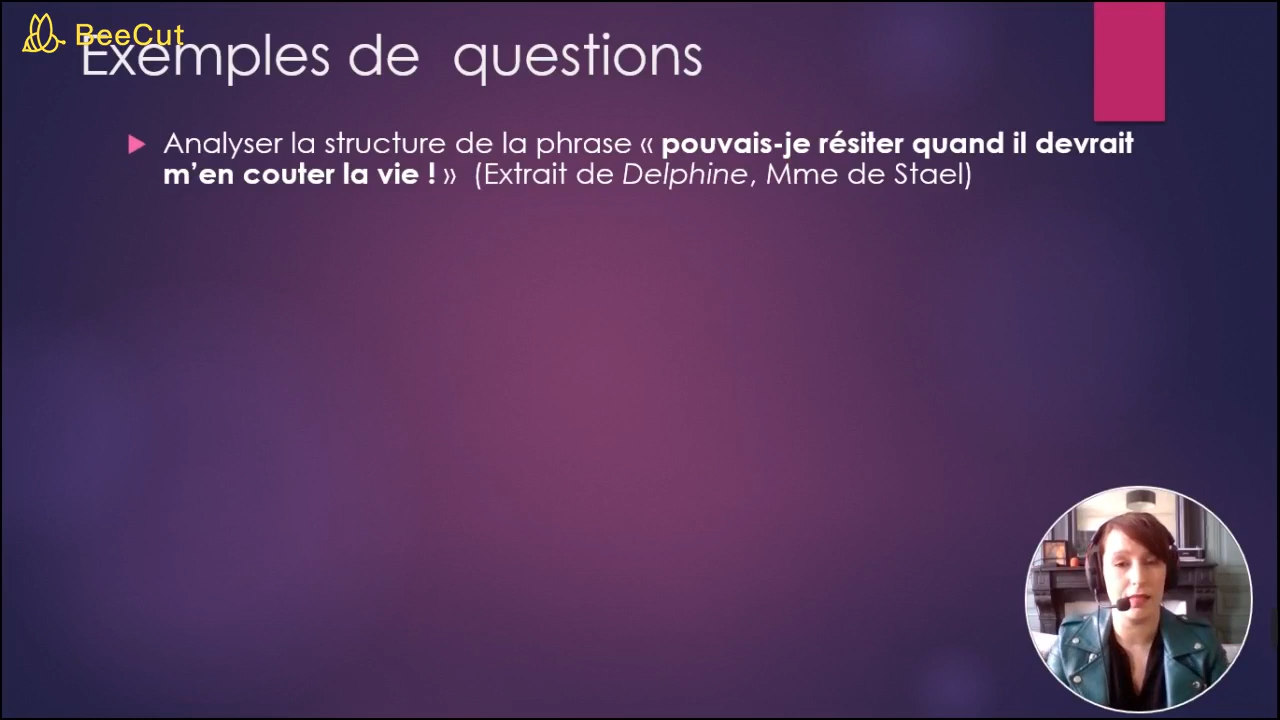 BeeCut
Exemples de questions
Analyser la structure de la phrase « pouvais-je résiter quand il devrait
m'en couter la vie ! » (Extrait de Delphine, Mme de Stael)